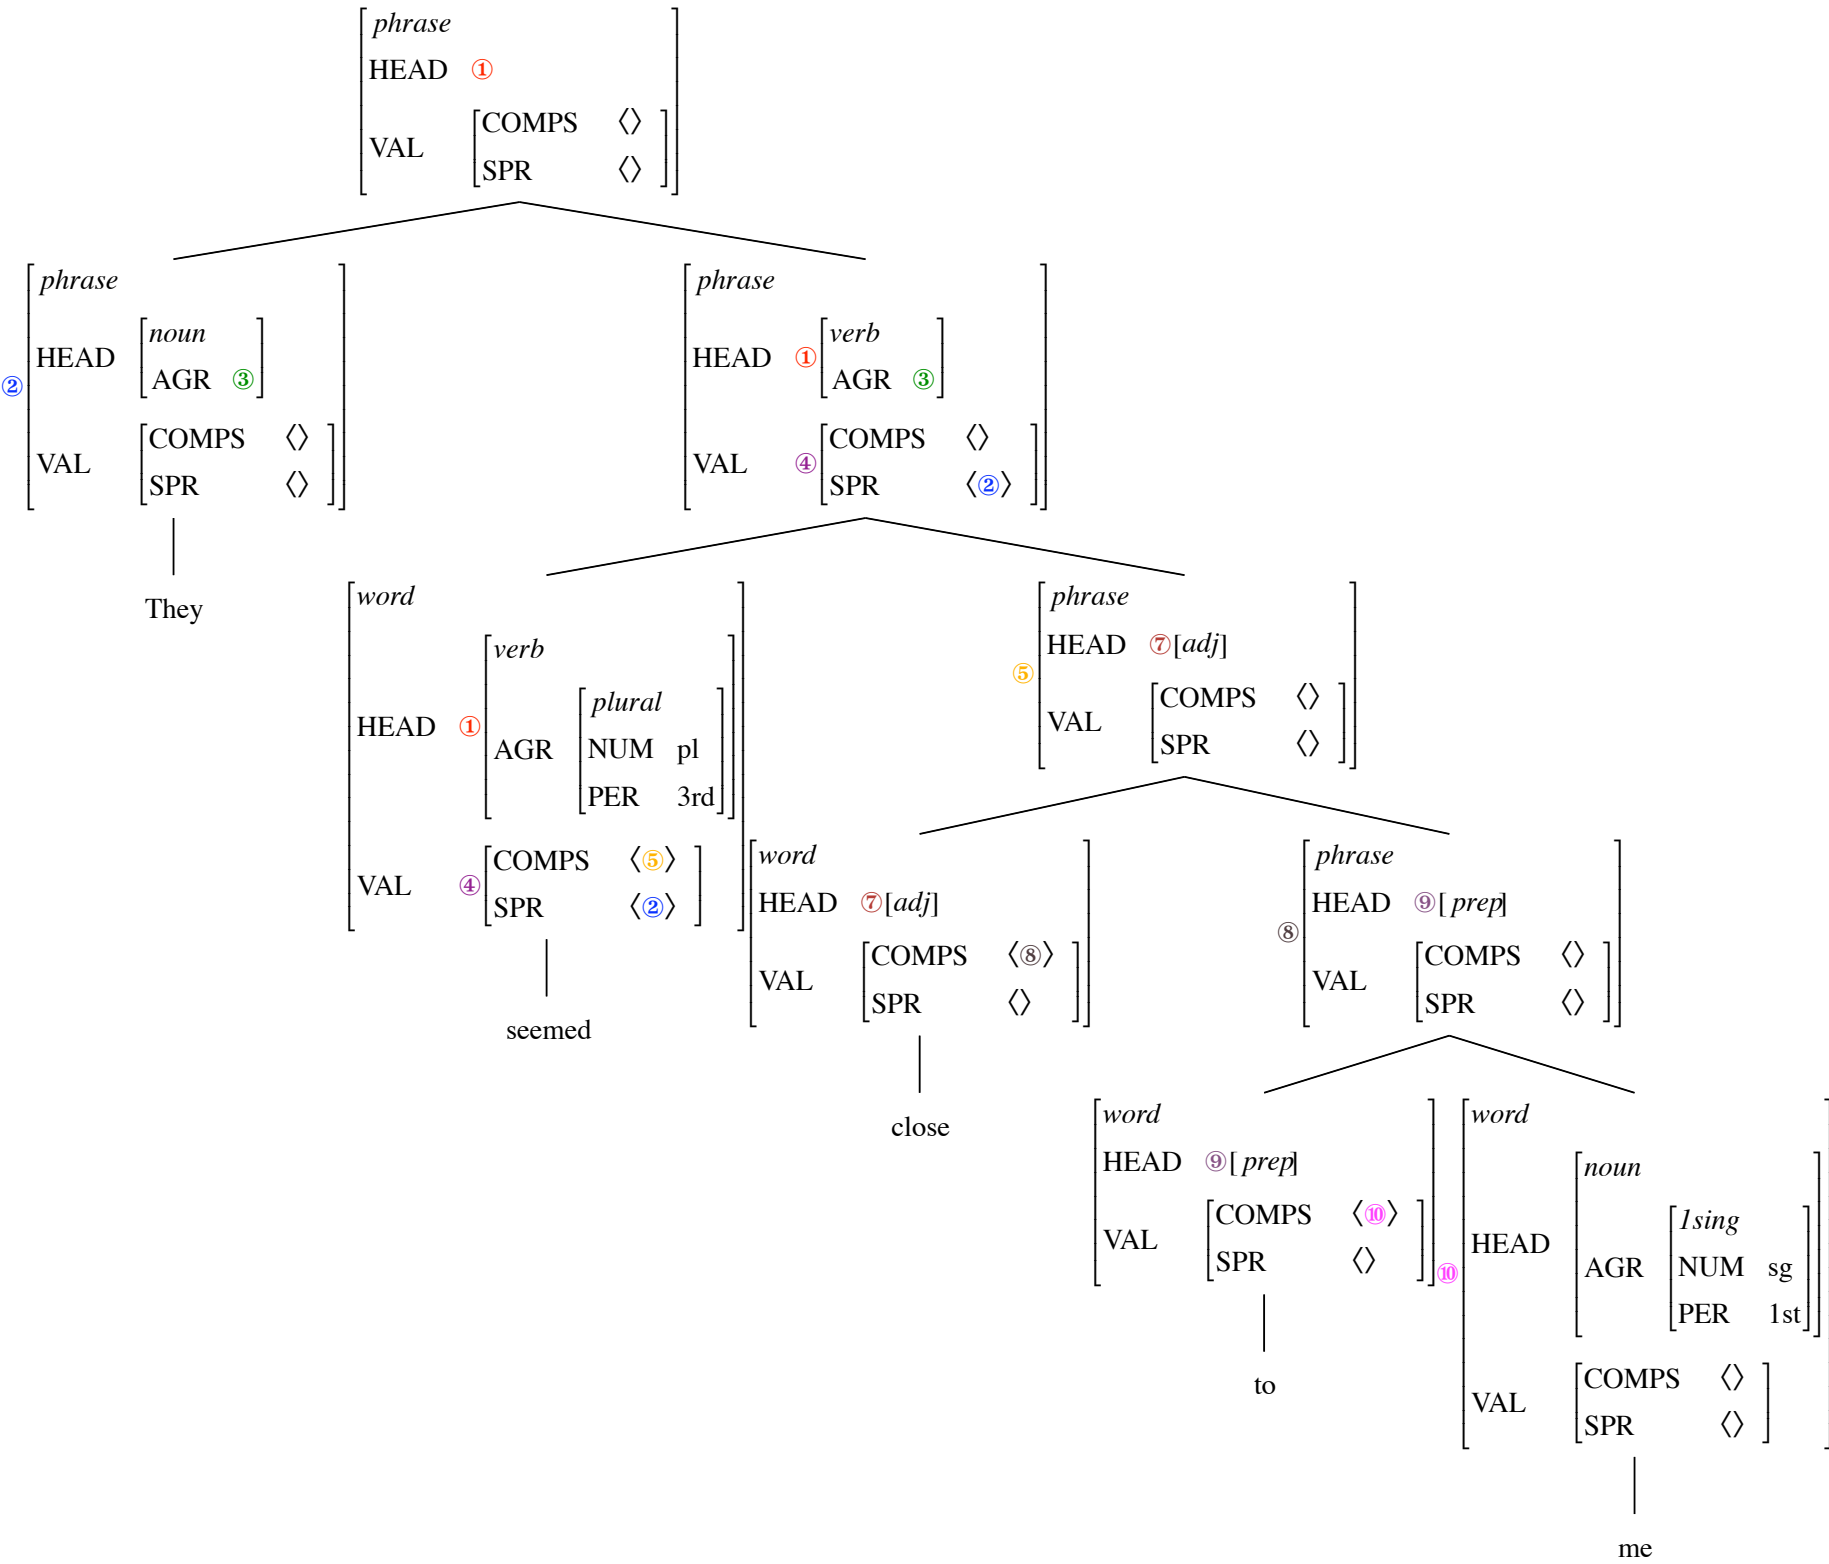 phrase
HEAD ①
VAL [COMPS ⟨⟩
SPR ⟨⟩]
② phrase
HEAD [noun
AGR ③]
VAL [COMPS ⟨⟩
SPR ⟨⟩]
They
phrase
HEAD ① [verb
AGR ③]
VAL ④ [COMPS ⟨⟩
SPR ⟨②⟩]
word
HEAD ① [verb
AGR [plural
NUM pl
PER 3rd]]
VAL ④ [COMPS ⟨⑤⟩
SPR ⟨②⟩]
seemed
⑤ phrase
HEAD ⑦[adj]
VAL [COMPS ⟨⟩
SPR ⟨⟩]
word
HEAD ⑦[adj]
VAL [COMPS ⟨⑧⟩
SPR ⟨⟩]
close
⑧ phrase
HEAD ⑨[prep]
VAL [COMPS ⟨⟩
SPR ⟨⟩]
word
HEAD ⑨[prep]
VAL [COMPS ⟨⑩⟩
SPR ⟨⟩]
to
⑩ word
HEAD [noun
AGR [1sing
NUM sg
PER 1st]]
VAL [COMPS ⟨⟩
SPR ⟨⟩]
me